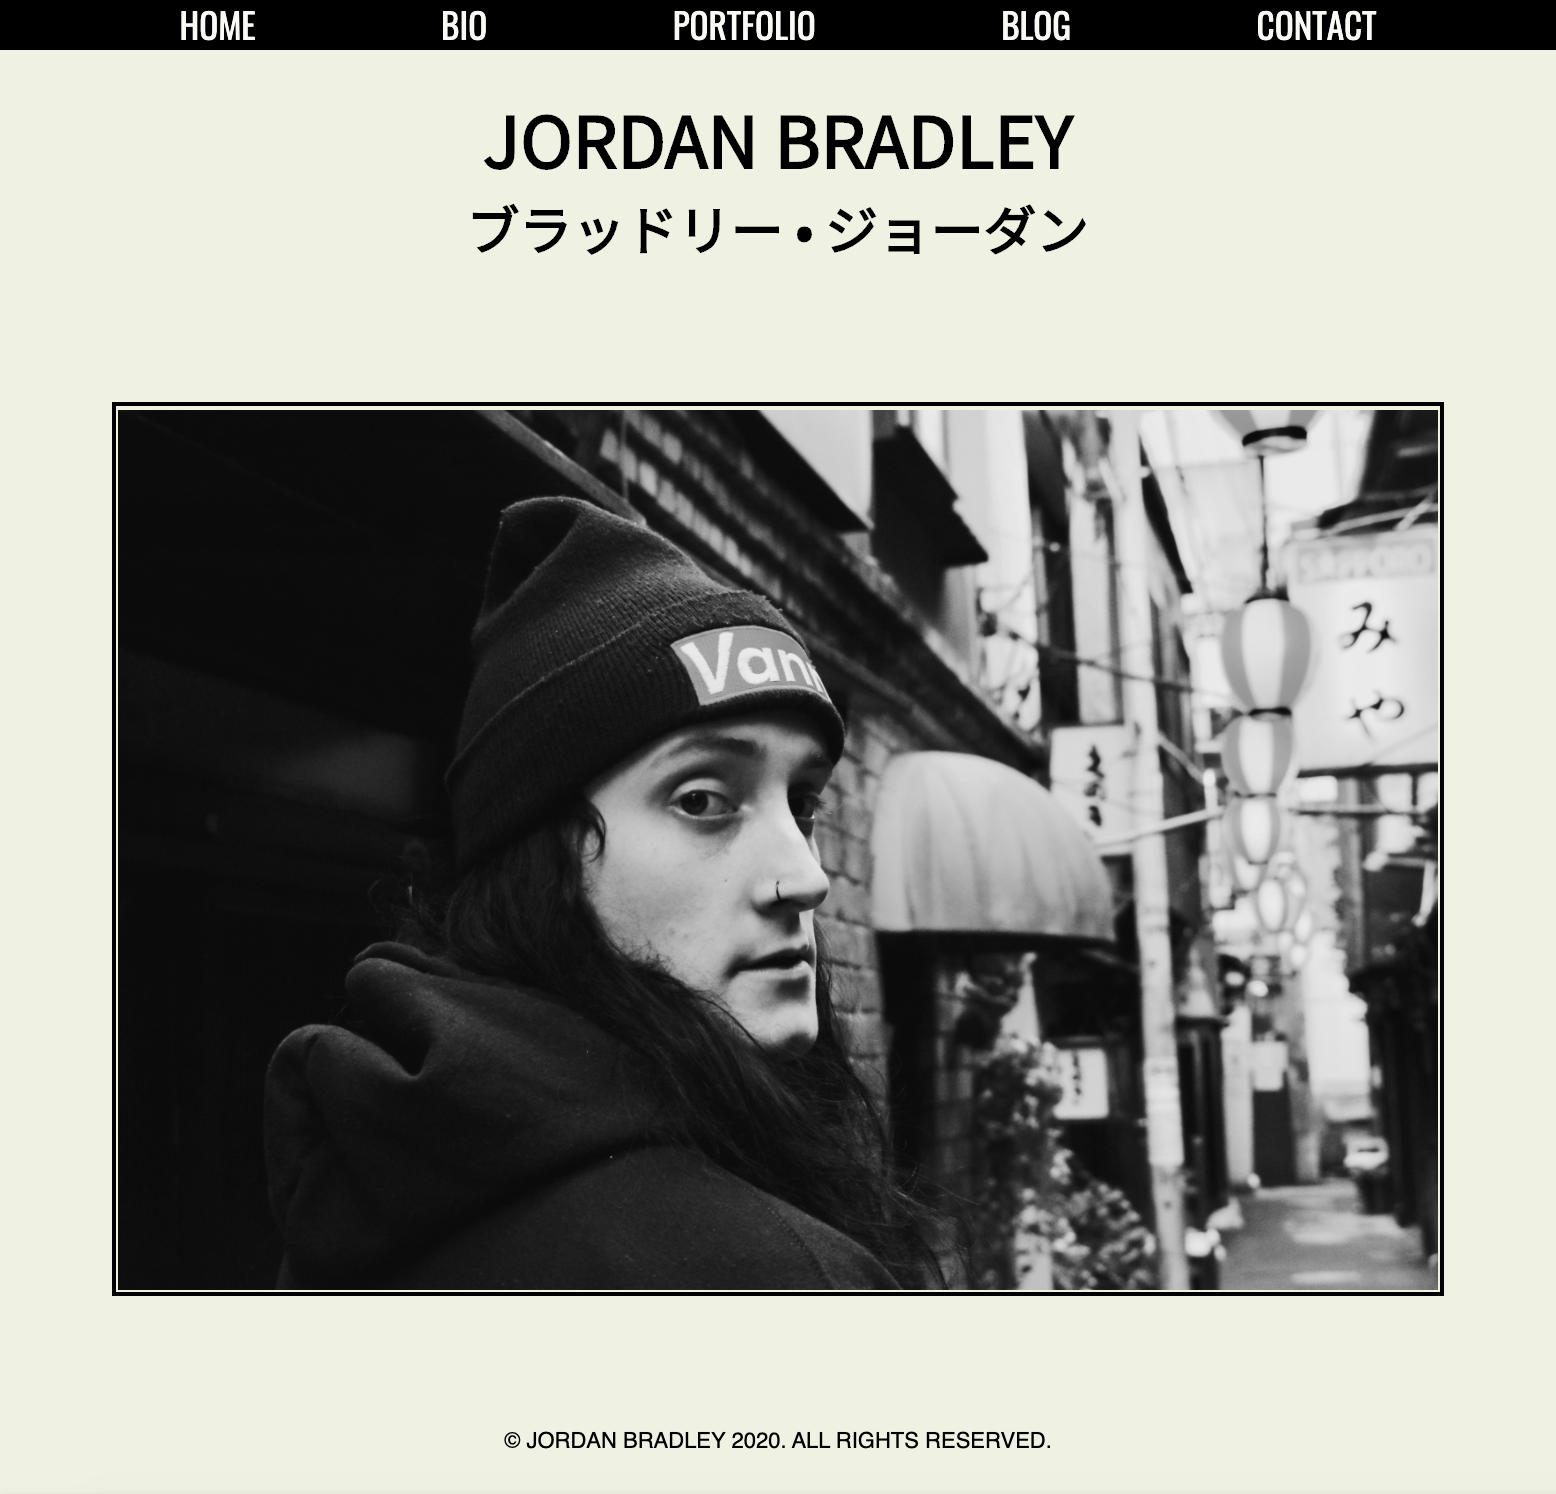 HOME BIO PORTFOLIO BLOG CONTACT
JORDAN BRADLEY
ブラッドリー・ジョーダン
SAPPORO
みや
© JORDAN BRADLEY 2020. ALL RIGHTS RESERVED.